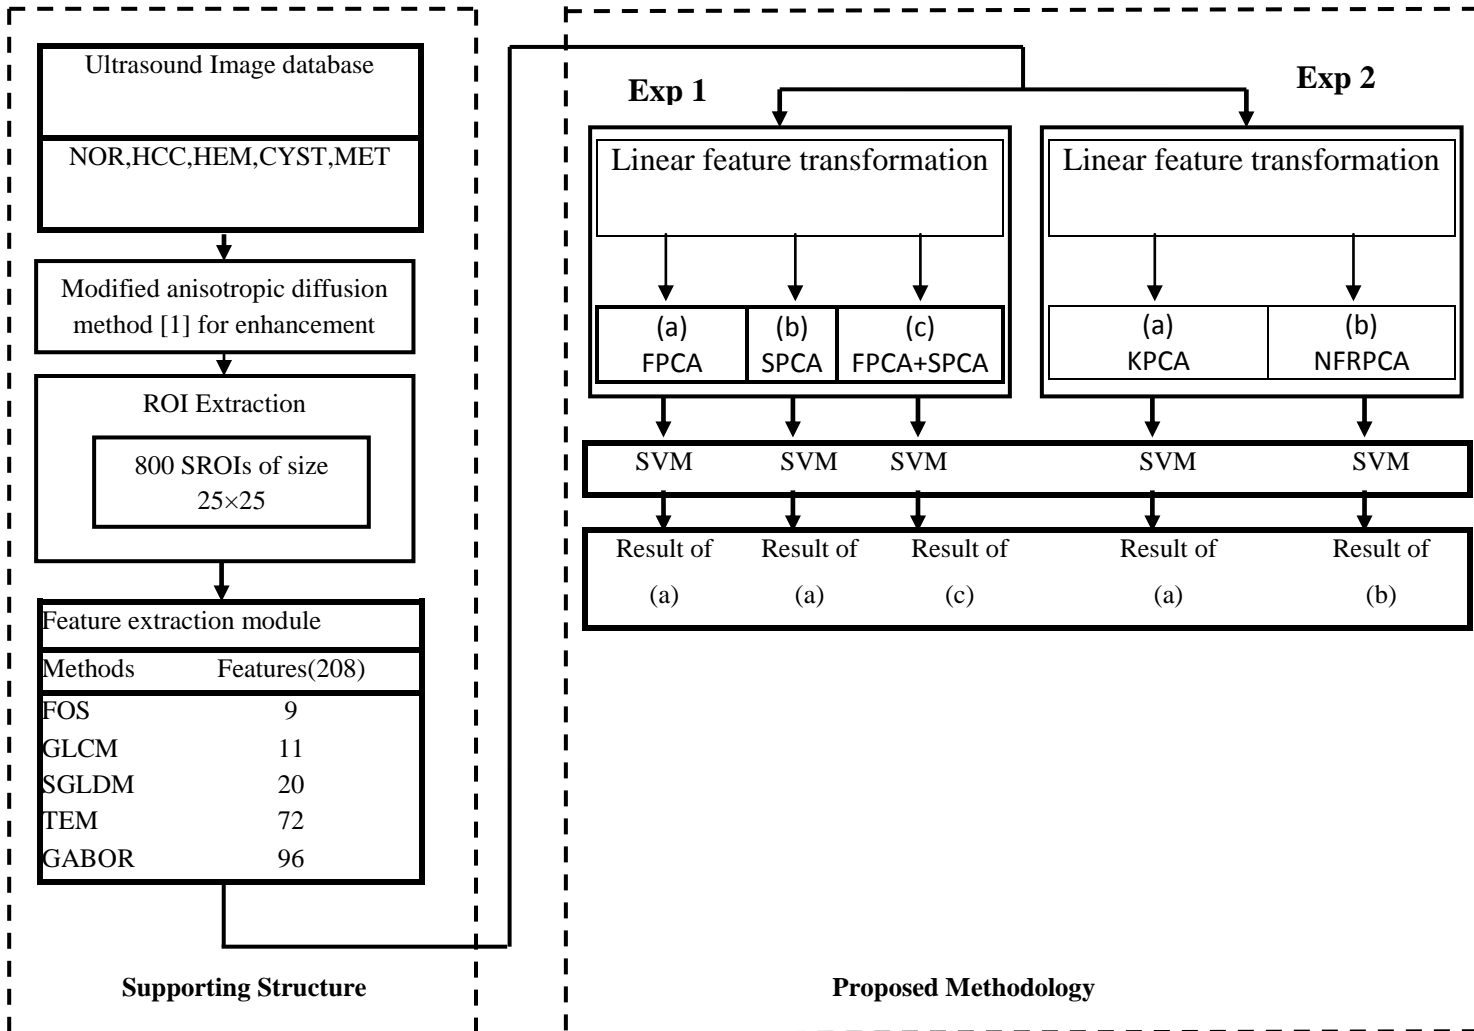 Ultrasound Image database
NOR,HCC,HEM,CYST,MET
Modified anisotropic diffusion
method [1] for enhancement
ROI Extraction
800 SROIs of size
25×25
Feature extraction module
Methods Features(208)
FOS 9
GLCM 11
SGLDM 20
TEM 72
GABOR 96
Supporting Structure
Exp 1
Exp 2
Linear feature transformation
Linear feature transformation
(a)
FPCA
(b)
SPCA
(c)
FPCA+SPCA
(a)
KPCA
(b)
NFRPCA
SVM SVM SVM SVM SVM
Result of Result of Result of Result of Result of
(a) (a) (c) (a) (b)
Proposed Methodology